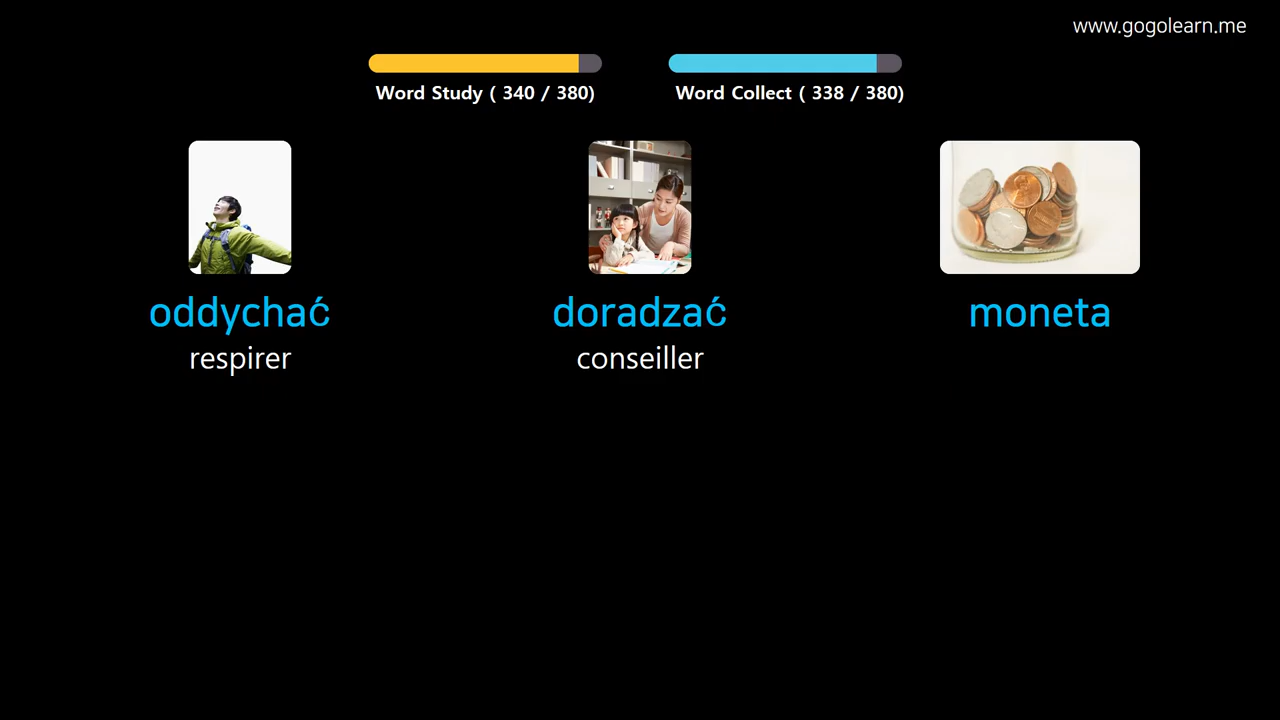 www.gogolearn.me
Word Study ( 340 / 380)
Word Collect ( 338 / 380)
oddychać
respirer
doradzać
conseiller
moneta